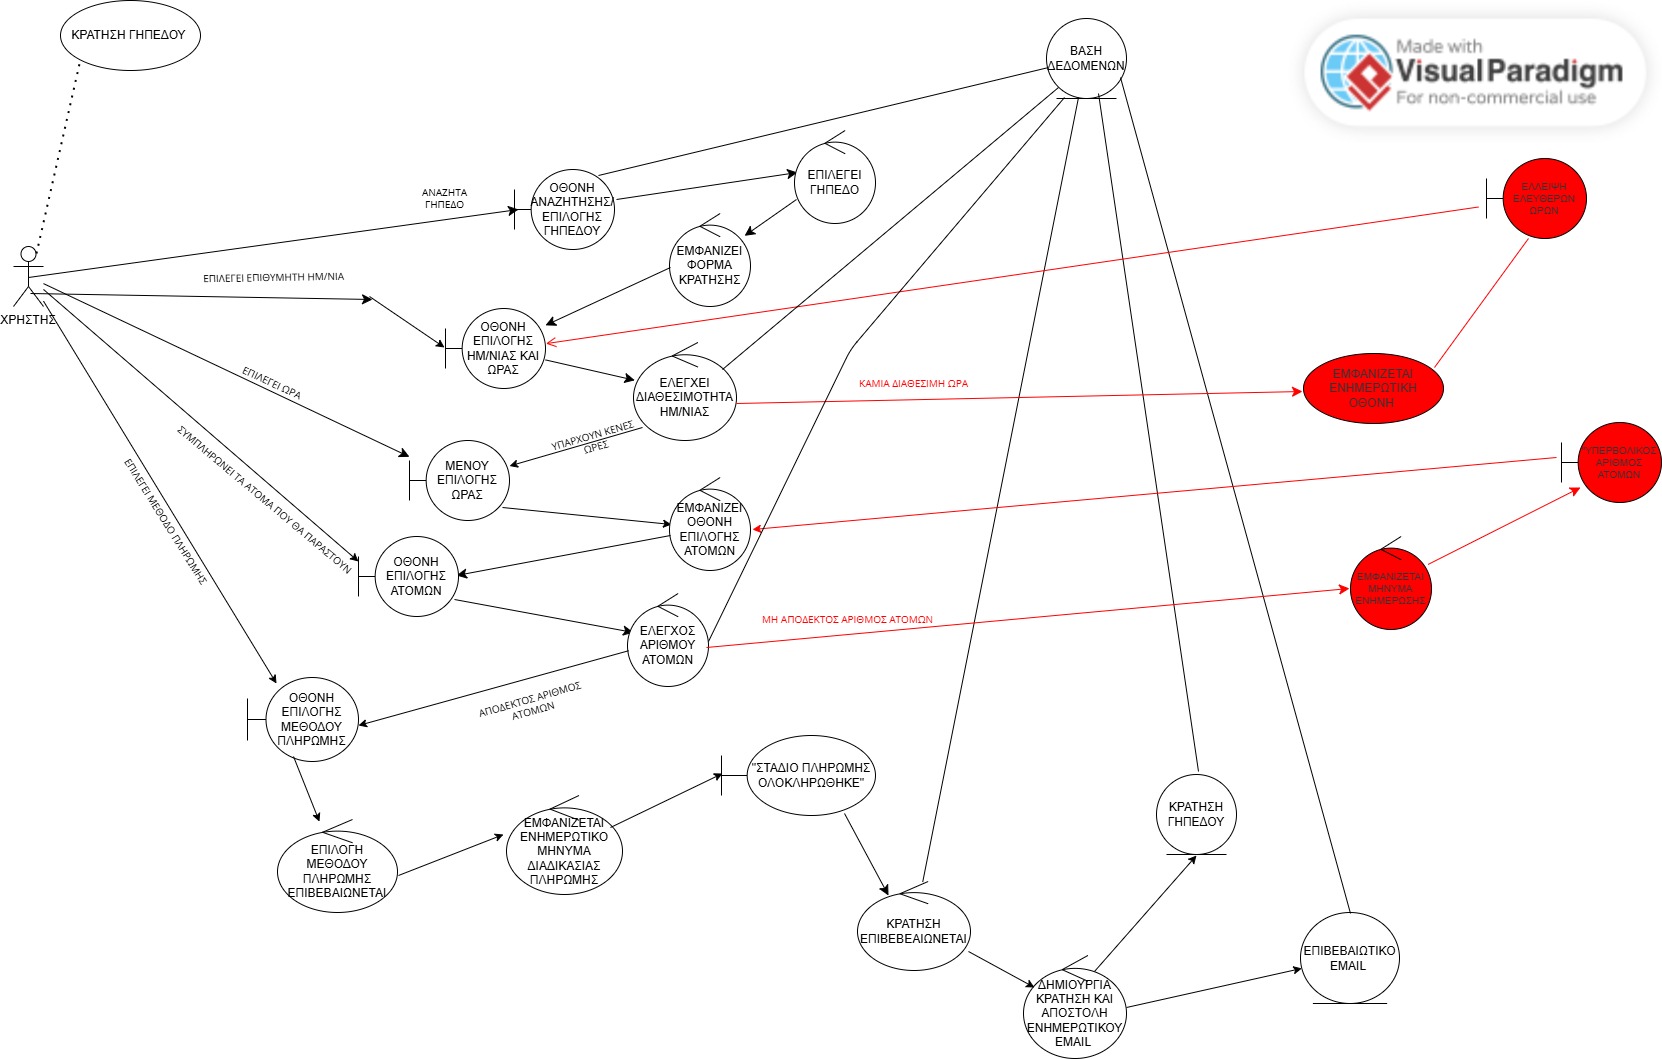 ΚΡΑΤΗΣΗ ΓΗΠΕΔΟΥ
ΒΑΣΗ
ΔΕΔΟΜΕΝΩΝ
Made with
Visual Paradigm
For non-commercial use
ΕΠΙΛΕΓΕΙ
ΓΗΠΕΔΟ
ΑΝΑΖΗΤΑ
ΓΗΠΕΔΟ
ΟΘΟΝΗ
ΑΝΑΖΗΤΗΣΗΣ/
ΕΠΙΛΟΓΗΣ
ΓΗΠΕΔΟΥ
ΕΛΛΕΙΨΗ
ΕΛΕΥΘΕΡΩΝ
ΩΡΩΝ
ΕΜΦΑΝΙΖΕΙ
ΦΟΡΜΑ
ΚΡΑΤΗΣΗΣ
ΕΠΙΛΕΓΕΙ ΕΠΙΘΥΜΗΤΗ ΗΜ/ΝΙΑ
ΧΡΗΣΤΗΣ
ΟΘΟΝΗ
ΕΠΙΛΟΓΗΣ
ΗΜ/ΝΙΑΣ ΚΑΙ
ΩΡΑΣ
ΕΛΕΓΧΕΙ
ΔΙΑΘΕΣΙΜΟΤΗΤΑ
ΗΜ/ΝΙΑΣ
ΚΑΜΙΑ ΔΙΑΘΕΣΙΜΗ ΩΡΑ
ΕΜΦΑΝΙΖΕΤΑΙ
ΕΝΗΜΕΡΩΤΙΚΗ
ΟΘΟΝΗ
ΕΠΙΛΕΓΕΙ ΩΡΑ
ΥΠΑΡΧΟΥΝ ΚΕΝΕΣ
ΩΡΕΣ
ΜΕΝΟΥ
ΕΠΙΛΟΓΗΣ
ΩΡΑΣ
"ΥΠΕΡΒΟΛΙΚΟΣ
ΑΡΙΘΜΟΣ
ΑΤΟΜΩΝ
ΣΥΜΠΛΗΡΩΝΕΙ ΤΑ ΑΤΟΜΑ ΠΟΥ ΘΑ ΠΑΡΑΣΤΟΥΝ
ΕΠΙΛΕΓΕΙ ΜΕΘΟΔΟ ΠΛΗΡΩΜΗΣ
ΕΜΦΑΝΙΖΕΙ
ΟΘΟΝΗ
ΕΠΙΛΟΓΗΣ
ΑΤΟΜΩΝ
ΟΘΟΝΗ
ΕΠΙΛΟΓΗΣ
ΑΤΟΜΩΝ
ΕΜΦΑΝΙΖΕΤΑΙ
ΜΗΝΥΜΑ
ΕΝΗΜΕΡΩΣΗΣ
ΕΛΕΓΧΟΣ
ΑΡΙΘΜΟΥ
ΑΤΟΜΩΝ
ΜΗ ΑΠΟΔΕΚΤΟΣ ΑΡΙΘΜΟΣ ΑΤΟΜΩΝ
ΑΠΟΔΕΚΤΟΣ ΑΡΙΘΜΟΣ
ΑΤΟΜΩΝ
ΟΘΟΝΗ
ΕΠΙΛΟΓΗΣ
ΜΕΘΟΔΟΥ
ΠΛΗΡΩΜΗΣ
"ΣΤΑΔΙΟ ΠΛΗΡΩΜΗΣ
ΟΛΟΚΛΗΡΩΘΗΚΕ"
ΚΡΑΤΗΣΗ
ΓΗΠΕΔΟΥ
ΕΠΙΛΟΓΗ
ΜΕΘΟΔΟΥ
ΠΛΗΡΩΜΗΣ
ΕΠΙΒΕΒΑΙΩΝΕΤΑΙ
ΕΜΦΑΝΙΖΕΤΑΙ
ΕΝΗΜΕΡΩΤΙΚΟ
ΜΗΝΥΜΑ
ΔΙΑΔΙΚΑΣΙΑΣ
ΠΛΗΡΩΜΗΣ
ΚΡΑΤΗΣΗ
ΕΠΙΒΕΒΕΑΙΩΝΕΤΑΙ
ΔΗΜΙΟΥΡΓΙΑ
ΚΡΑΤΗΣΗ ΚΑΙ
ΑΠΟΣΤΟΛΗ
ΕΝΗΜΕΡΩΤΙΚΟΥ
EMAIL
ΕΠΙΒΕΒΑΙΩΤΙΚΟ
EMAIL